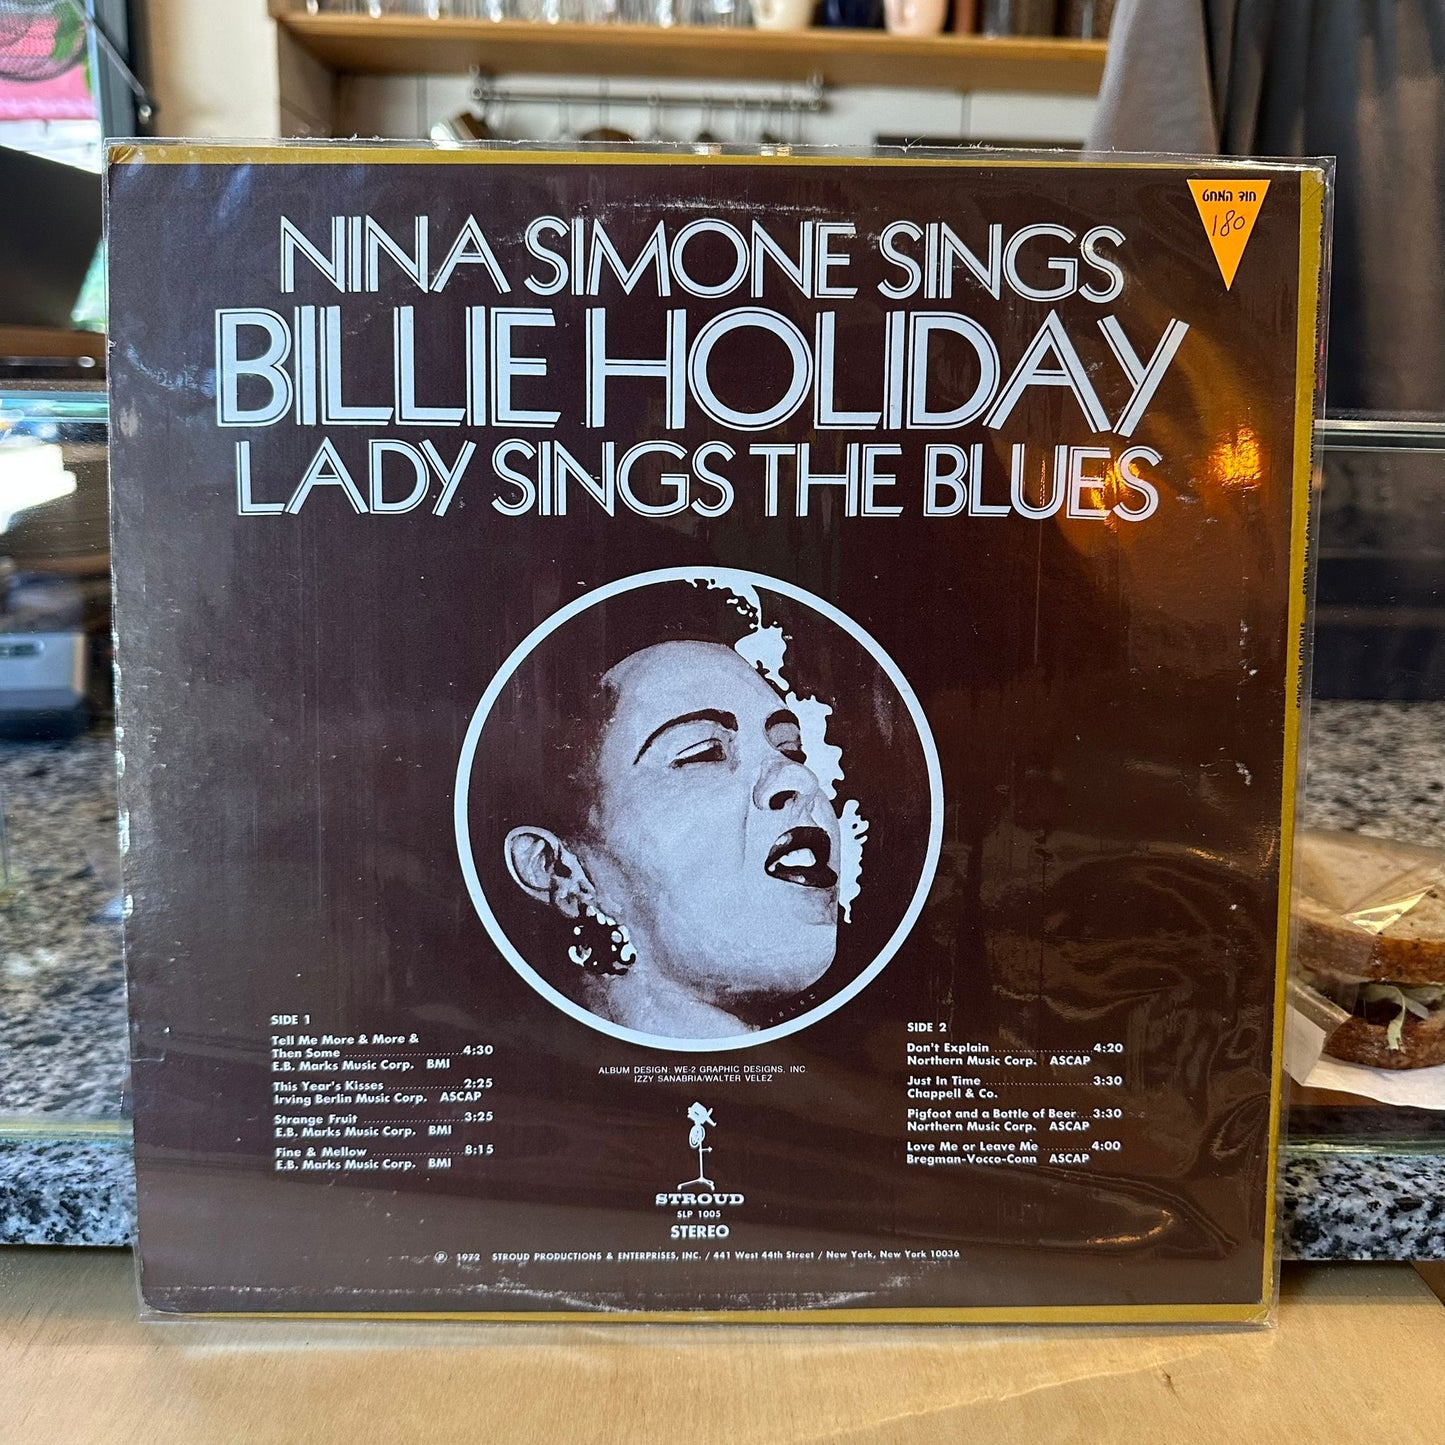 חוד המחט
180
NINA SIMONE SINGS
BILLIE HOLIDAY
LADY SINGS THE BLUES
SIDE 1
Tell Me More & More &
Then Some ........................4:30
E.B. Marks Music Corp. BMI
This Year's Kisses ................2:25
Irving Berlin Music Corp. ASCAP
Strange Fruit ......................3:25
E.B. Marks Music Corp. BMI
Fine & Mellow ...................8:15
E.B. Marks Music Corp. BMI
VELEZ
ALBUM DESIGN: WE-2 GRAPHIC DESIGNS, INC.
IZZY SANABRIA/WALTER VELEZ
SIDE 2
Don't Explain ......................4:20
Northern Music Corp. ASCAP
Just In Time ........................3:30
Chappell & Co.
Pigfoot and a Bottle of Beer....3:30
Northern Music Corp. ASCAP
Love Me or Leave Me ..........4:00
Bregman-Vocco-Conn ASCAP
STROUD
SLP 1005
STEREO
℗ 1972 STROUD PRODUCTIONS & ENTERPRISES, INC. / 441 West 44th Street / New York, New York 10036
STROUD RECORDS